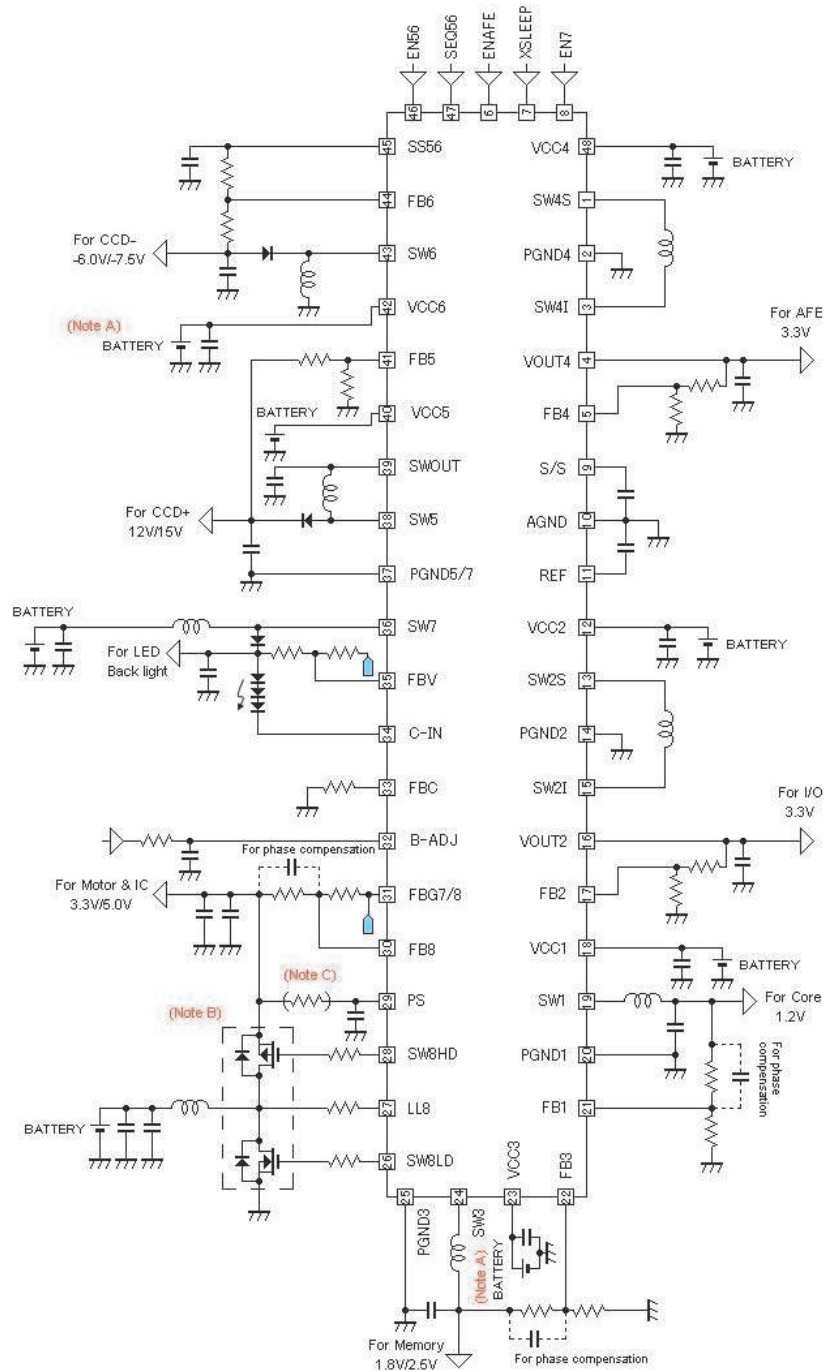 EN56
SEQ56
ENAFE
XSLEEP
EN7
46
47
6
7
8
45 SS56
44 FB6
43 SW6
For CCD–
-6.0V/-7.5V
42 VCC6
(Note A)
BATTERY
41 FB5
BATTERY
40 VCC5
39 SWOUT
38 SW5
For CCD+
12V/15V
37 PGND5/7
BATTERY
36 SW7
For LED
Back light
35 FBV
34 C-IN
33 FBC
32 B-ADJ
For phase compensation
For Motor & IC
3.3V/5.0V
31 FBG7/8
30 FB8
(Note C)
29 PS
(Note B)
28 SW8HD
BATTERY
27 LL8
26 SW8LD
VCC4 48
BATTERY
SW4S 1
PGND4 2
SW4I 3
For AFE
3.3V
VOUT4 4
FB4 5
S/S 9
AGND 10
REF 11
VCC2 12
BATTERY
SW2S 13
PGND2 14
SW2I 15
For I/O
3.3V
VOUT2 16
FB2 17
VCC1 18
BATTERY
SW1 19
For Core
1.2V
PGND1 20
For phase
compensation
FB1 21
VCC3
FB3
25
24
23
22
PGND3
SW3
(Note A)
BATTERY
For Memory
1.8V/2.5V
For phase compensation